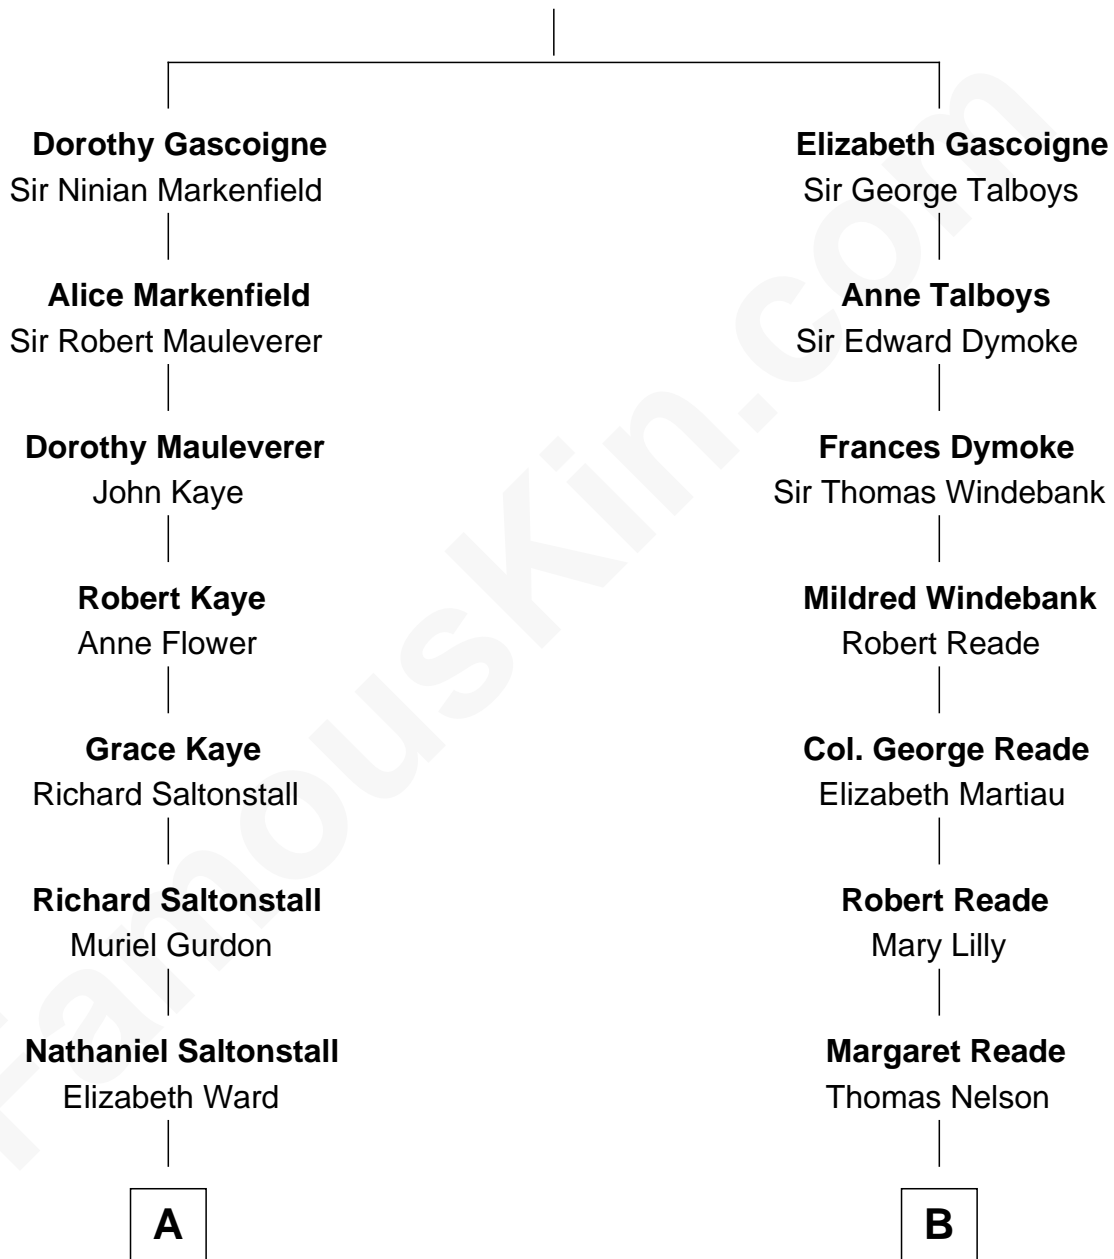 Dorothy Gascoigne
Sir Ninian Markenfield
Alice Markenfield
Sir Robert Mauleverer
Dorothy Mauleverer
John Kaye
Robert Kaye
Anne Flower
Grace Kaye
Richard Saltonstall
Richard Saltonstall
Muriel Gurdon
Nathaniel Saltonstall
Elizabeth Ward
A
Elizabeth Gascoigne
Sir George Talboys
Anne Talboys
Sir Edward Dymoke
Frances Dymoke
Sir Thomas Windebank
Mildred Windebank
Robert Reade
Col. George Reade
Elizabeth Martiau
Robert Reade
Mary Lilly
Margaret Reade
Thomas Nelson
B
FamousKin.com